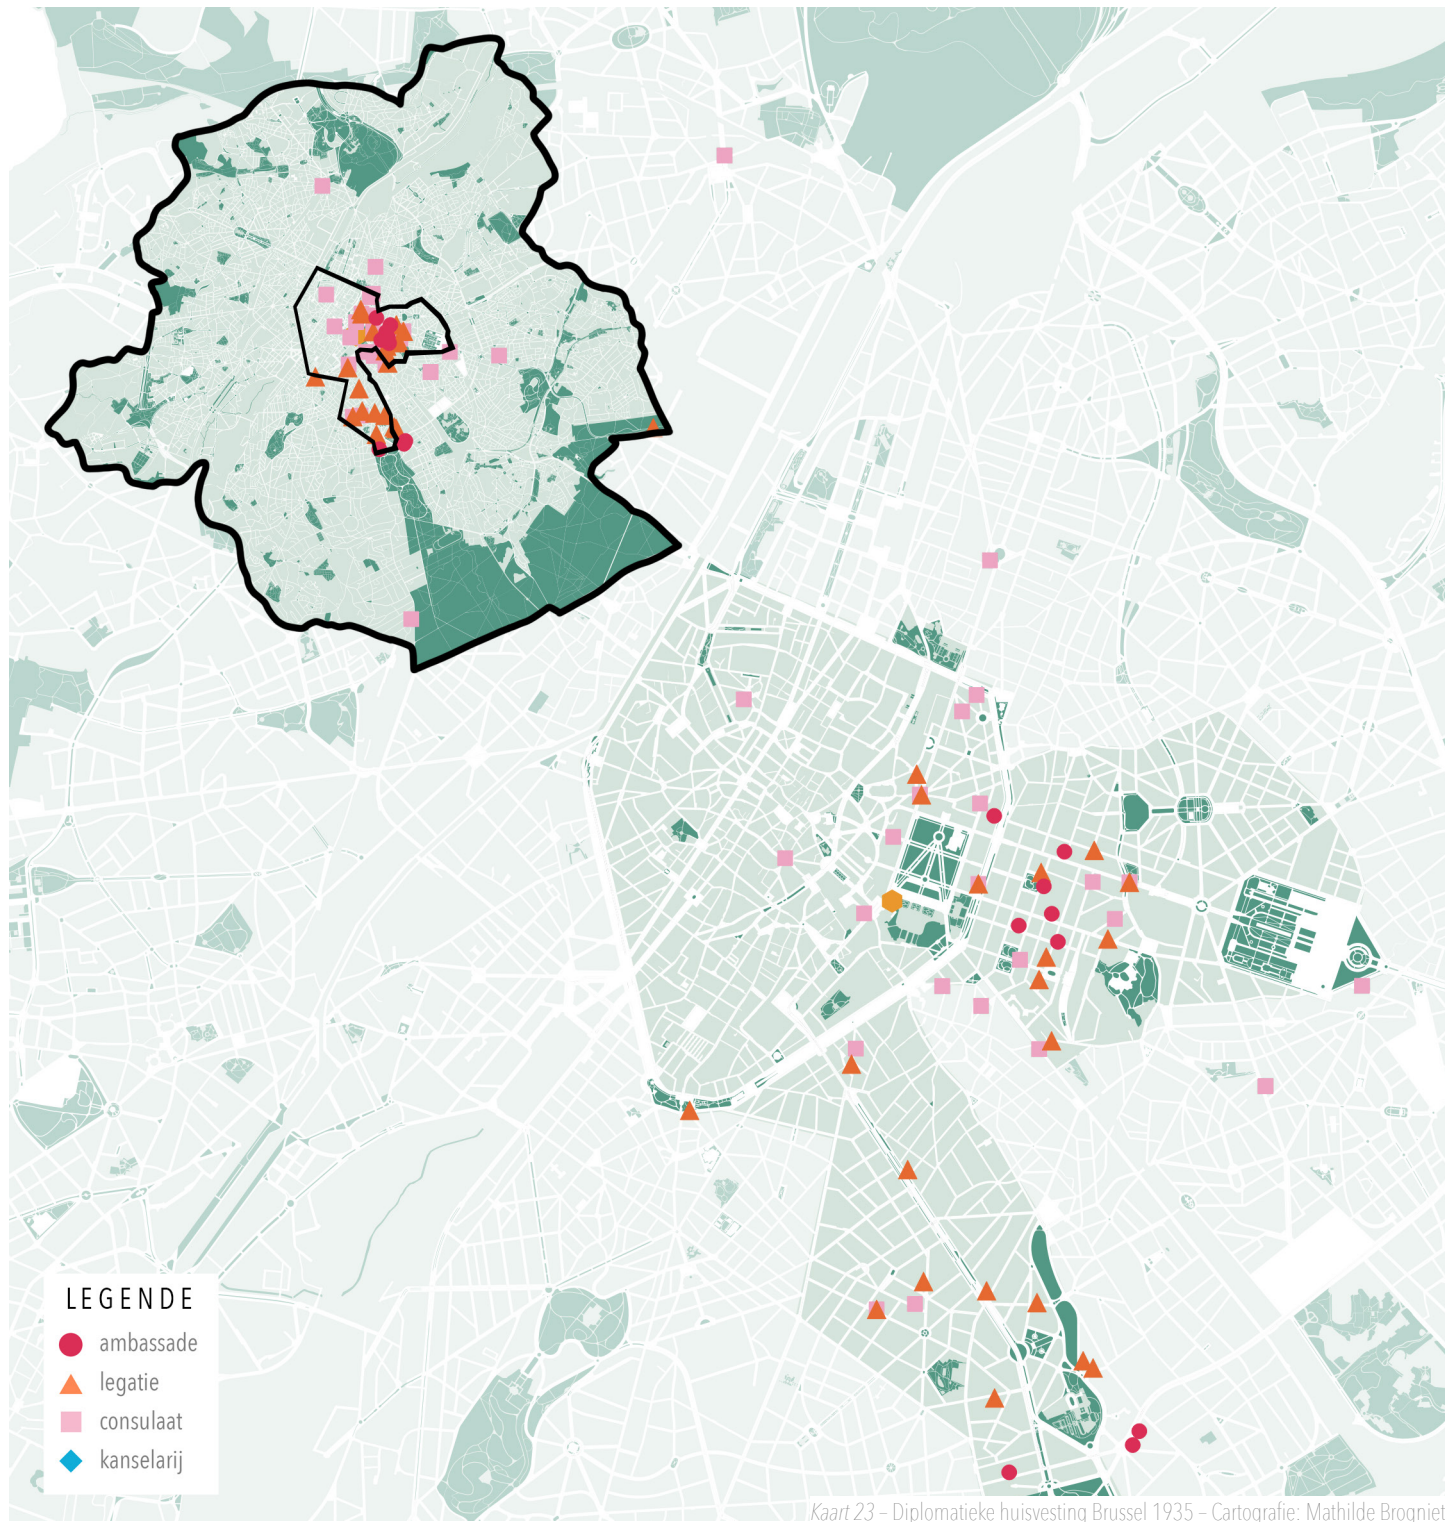 LEGENDE
ambassade
legatie
consulaat
kanselarij
Kaart 23 – Diplomatieke huisvesting Brussel 1935 – Cartografie: Mathilde Brogniet